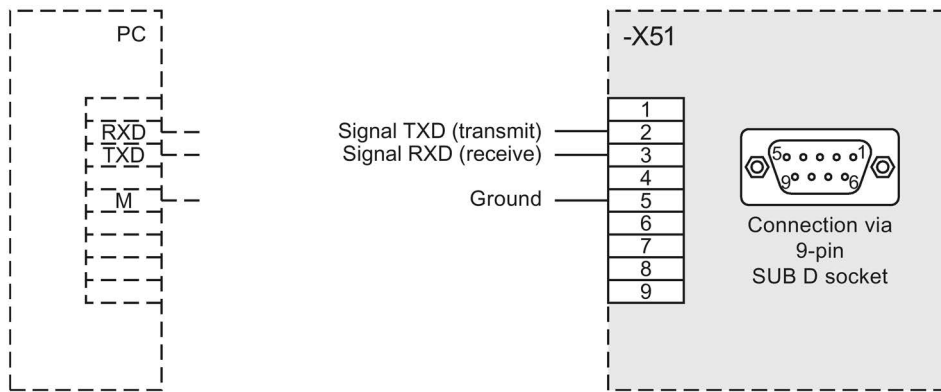 PC
-X51
1
RXD
Signal TXD (transmit)
2
TXD
Signal RXD (receive)
3
4
M
Ground
5
6
7
8
9
5
1
9
6
Connection via
9-pin
SUB D socket